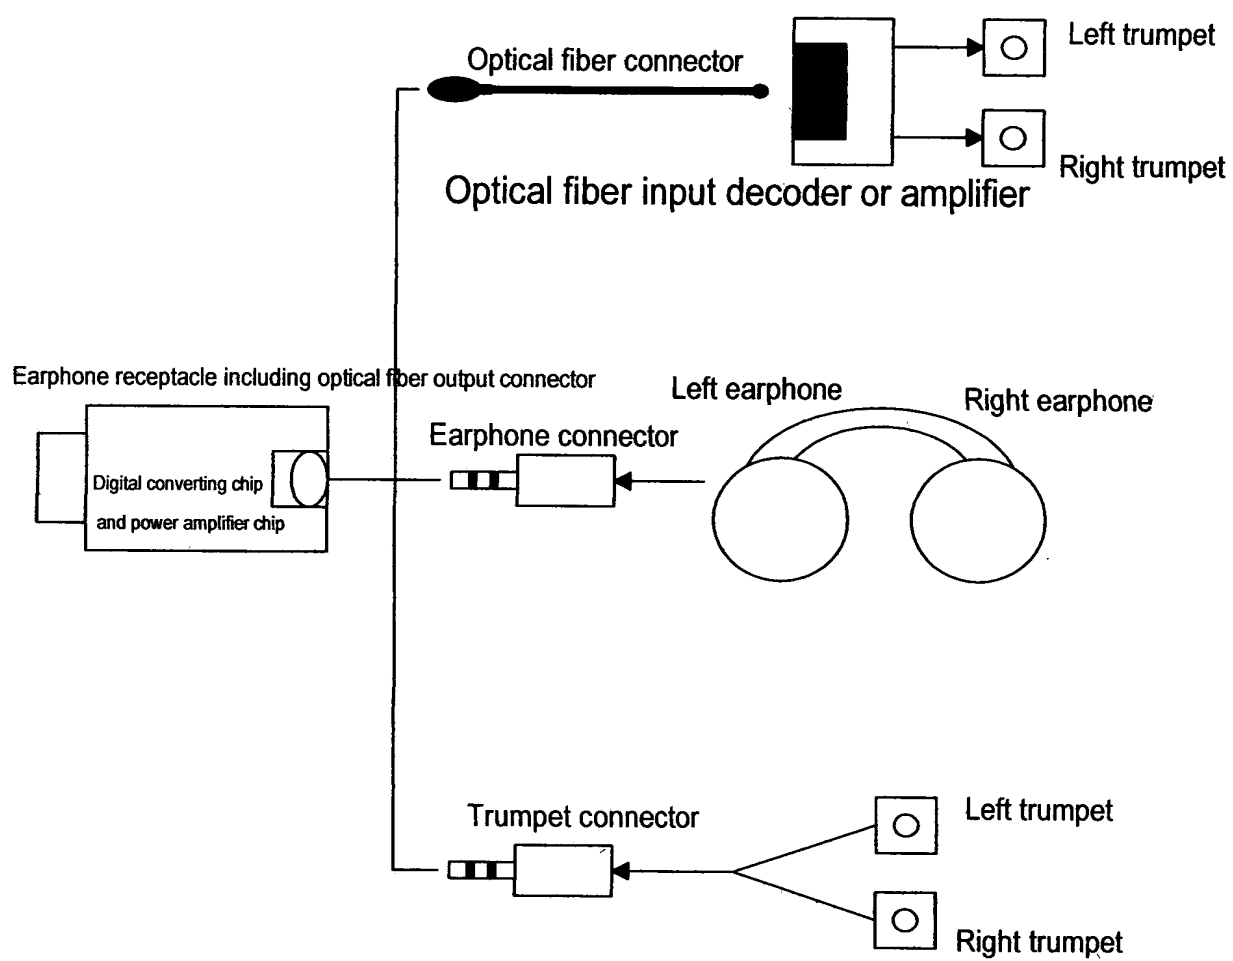 Left trumpet
Optical fiber connector
Right trumpet
Optical fiber input decoder or amplifier
Earphone receptacle including optical fiber output connector
Left earphone
Right earphone
Earphone connector
Digital converting chip
and power amplifier chip
Trumpet connector
Left trumpet
Right trumpet